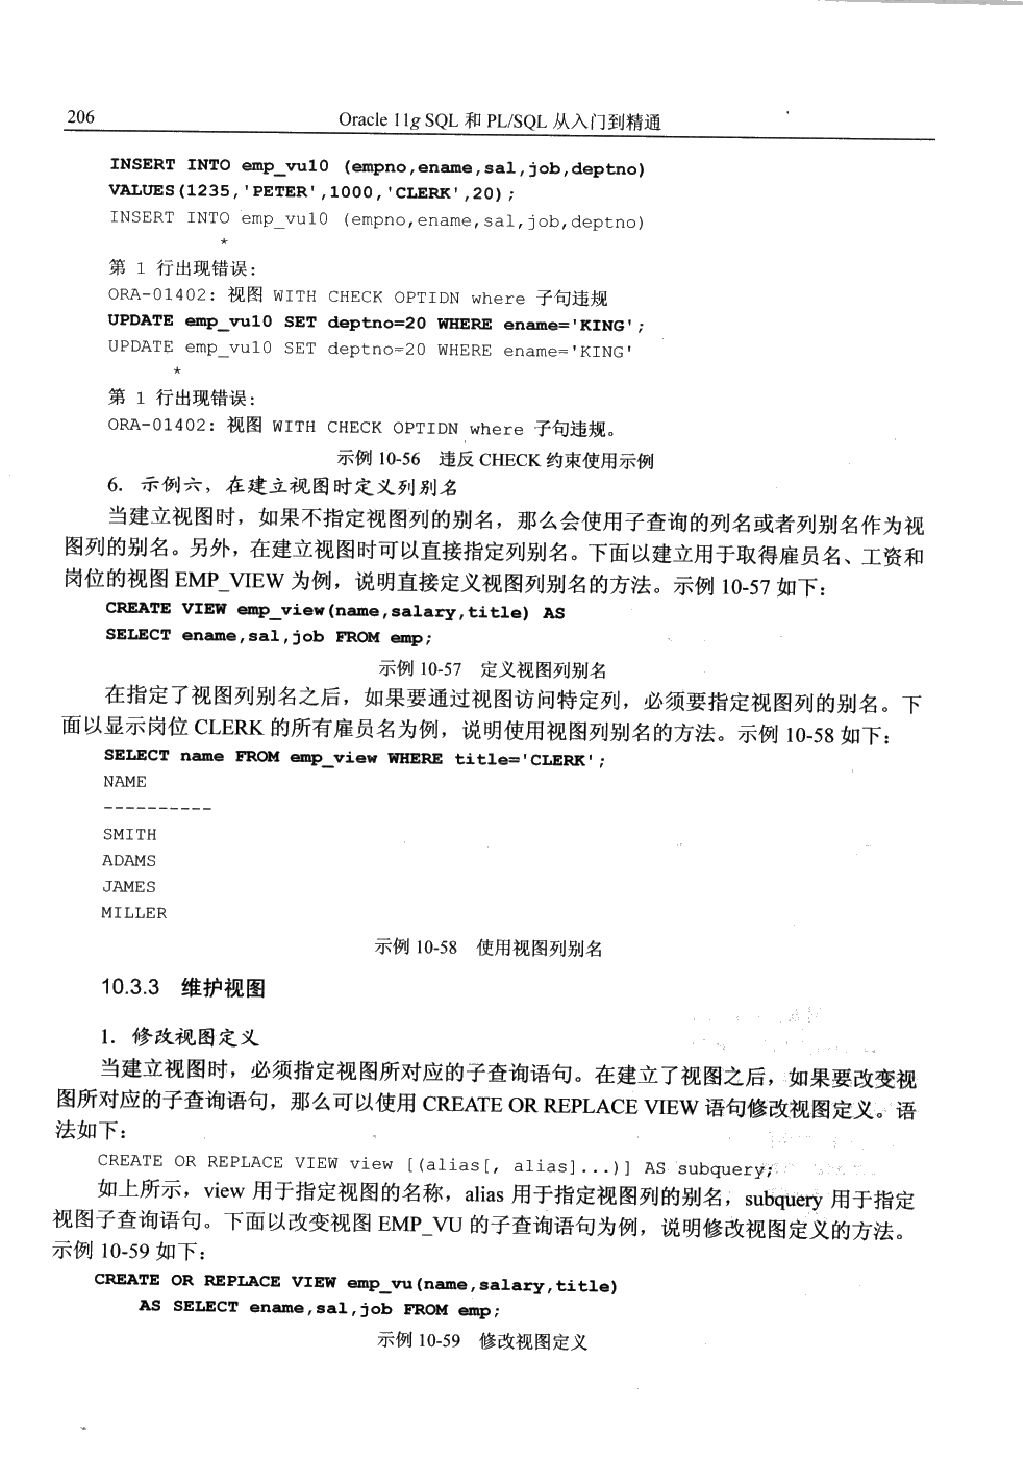 206
Oracle 11g SQL 和 PL/SQL 从入门到精通
INSERT INTO emp_vu10 (empno,ename,sal,job,deptno)
VALUES(1235,'PETER',1000,'CLERK',20);
INSERT INTO emp_vu10 (empno,ename,sal,job,deptno)
*
第 1 行出现错误:
ORA-01402: 视图 WITH CHECK OPTIDN where 子句违规
UPDATE emp_vu10 SET deptno=20 WHERE ename='KING';
UPDATE emp_vu10 SET deptno=20 WHERE ename='KING'
*
第 1 行出现错误:
ORA-01402: 视图 WITH CHECK OPTIDN where 子句违规。
示例 10-56 违反 CHECK 约束使用示例
6. 示例六，在建立视图时定义列别名
当建立视图时，如果不指定视图列的别名，那么会使用子查询的列名或者列别名作为视
图列的别名。另外，在建立视图时可以直接指定列别名。下面以建立用于取得雇员名、工资和
岗位的视图 EMP_VIEW 为例，说明直接定义视图列别名的方法。示例 10-57 如下：
CREATE VIEW emp_view(name,salary,title) AS
SELECT ename,sal,job FROM emp;
示例 10-57 定义视图列别名
在指定了视图列别名之后，如果要通过视图访问特定列，必须要指定视图列的别名。下
面以显示岗位 CLERK 的所有雇员名为例，说明使用视图列别名的方法。示例 10-58 如下：
SELECT name FROM emp_view WHERE title='CLERK';
NAME
----------
SMITH
ADAMS
JAMES
MILLER
示例 10-58 使用视图列别名
10.3.3 维护视图
1. 修改视图定义
当建立视图时，必须指定视图所对应的子查询语句。在建立了视图之后，如果要改变视
图所对应的子查询语句，那么可以使用 CREATE OR REPLACE VIEW 语句修改视图定义。语
法如下：
CREATE OR REPLACE VIEW view [(alias[, alias]...)] AS subquery;
如上所示，view 用于指定视图的名称，alias 用于指定视图列的别名，subquery 用于指定
视图子查询语句。下面以改变视图 EMP_VU 的子查询语句为例，说明修改视图定义的方法。
示例 10-59 如下：
CREATE OR REPLACE VIEW emp_vu(name,salary,title)
AS SELECT ename,sal,job FROM emp;
示例 10-59 修改视图定义